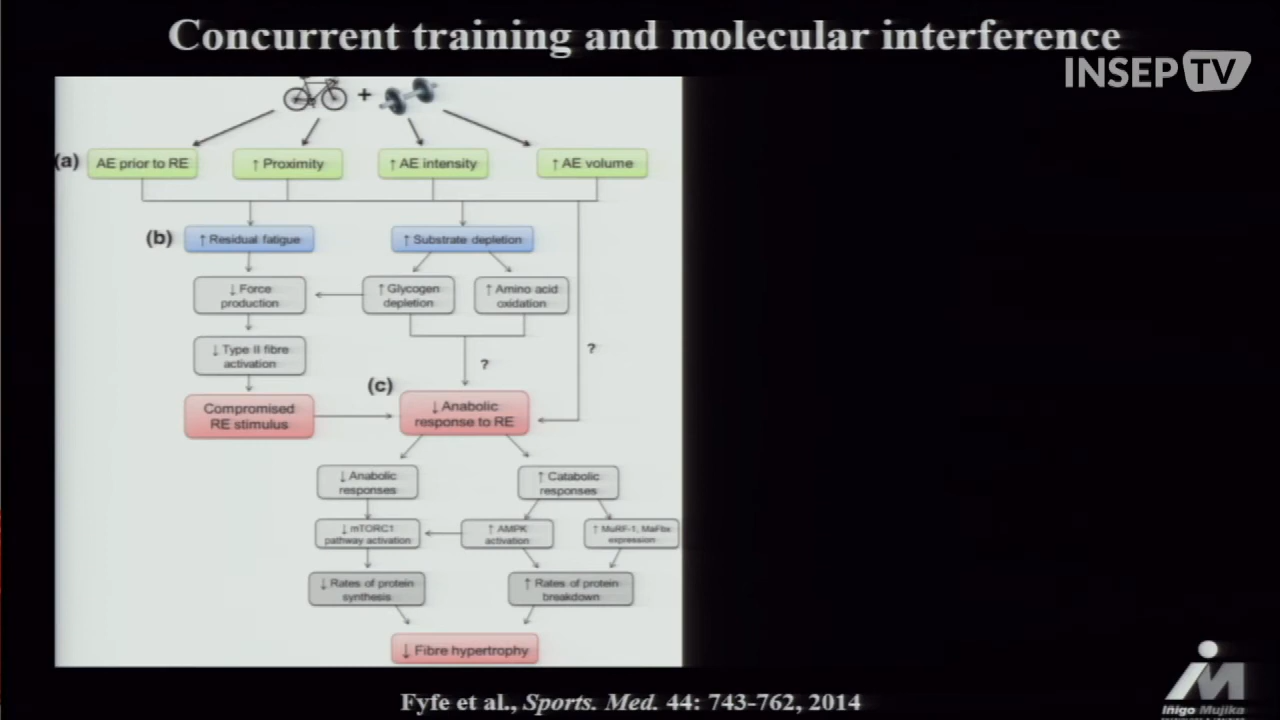 Concurrent training and molecular interference
INSEP TV
+
(a)
AE prior to RE
↑ Proximity
↑ AE intensity
↑ AE volume
(b)
↑ Residual fatigue
↑ Substrate depletion
↓ Force
production
↑ Glycogen
depletion
↑ Amino acid
oxidation
↓ Type II fibre
activation
?
?
(c)
Compromised
RE stimulus
↓ Anabolic
response to RE
↓ Anabolic
responses
↑ Catabolic
responses
↓ mTORC1
pathway activation
↑ AMPK
activation
↑ MuRF-1, MaFbx
expression
↓ Rates of protein
synthesis
↑ Rates of protein
breakdown
↓ Fibre hypertrophy
Fyfe et al., Sports. Med. 44: 743-762, 2014
Iñigo Mujika